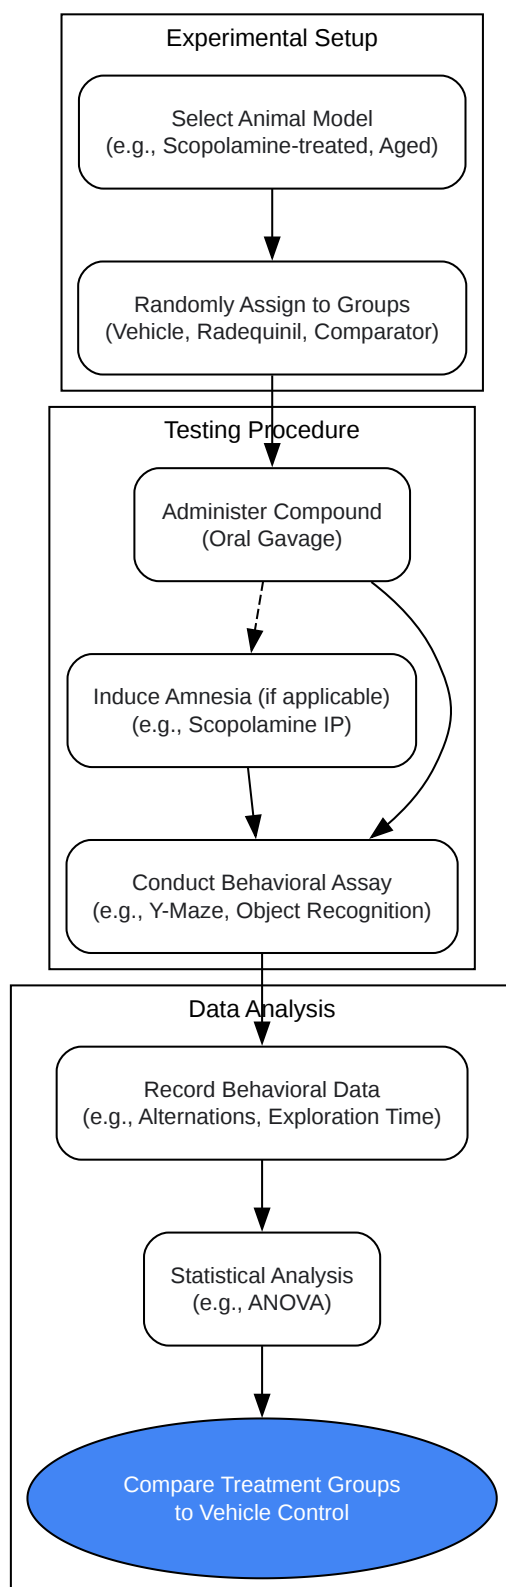 Experimental Setup
Select Animal Model
(e.g., Scopolamine-treated, Aged)
Randomly Assign to Groups
(Vehicle, Radequinil, Comparator)
Testing Procedure
Administer Compound
(Oral Gavage)
Induce Amnesia (if applicable)
(e.g., Scopolamine IP)
Conduct Behavioral Assay
(e.g., Y-Maze, Object Recognition)
Data Analysis
Record Behavioral Data
(e.g., Alternations, Exploration Time)
Statistical Analysis
(e.g., ANOVA)
Compare Treatment Groups
to Vehicle Control